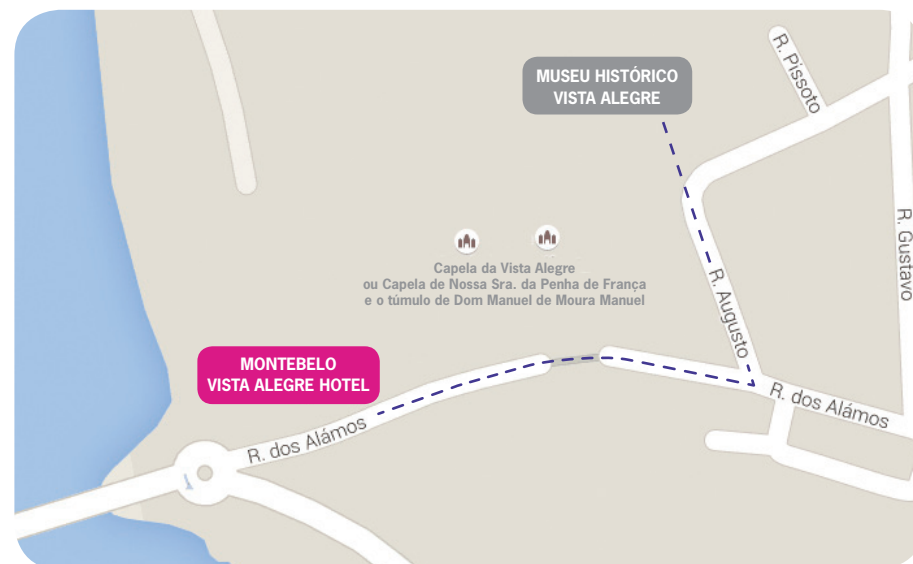 MUSEU HISTÓRICO
VISTA ALEGRE
R. Pissoto
R. Gustavo
Capela da Vista Alegre
ou Capela de Nossa Sra. da Penha de França
e o túmulo de Dom Manuel de Moura Manuel
R. Augusto
MONTEBELO
VISTA ALEGRE HOTEL
R. dos Alámos
R. dos Alámos